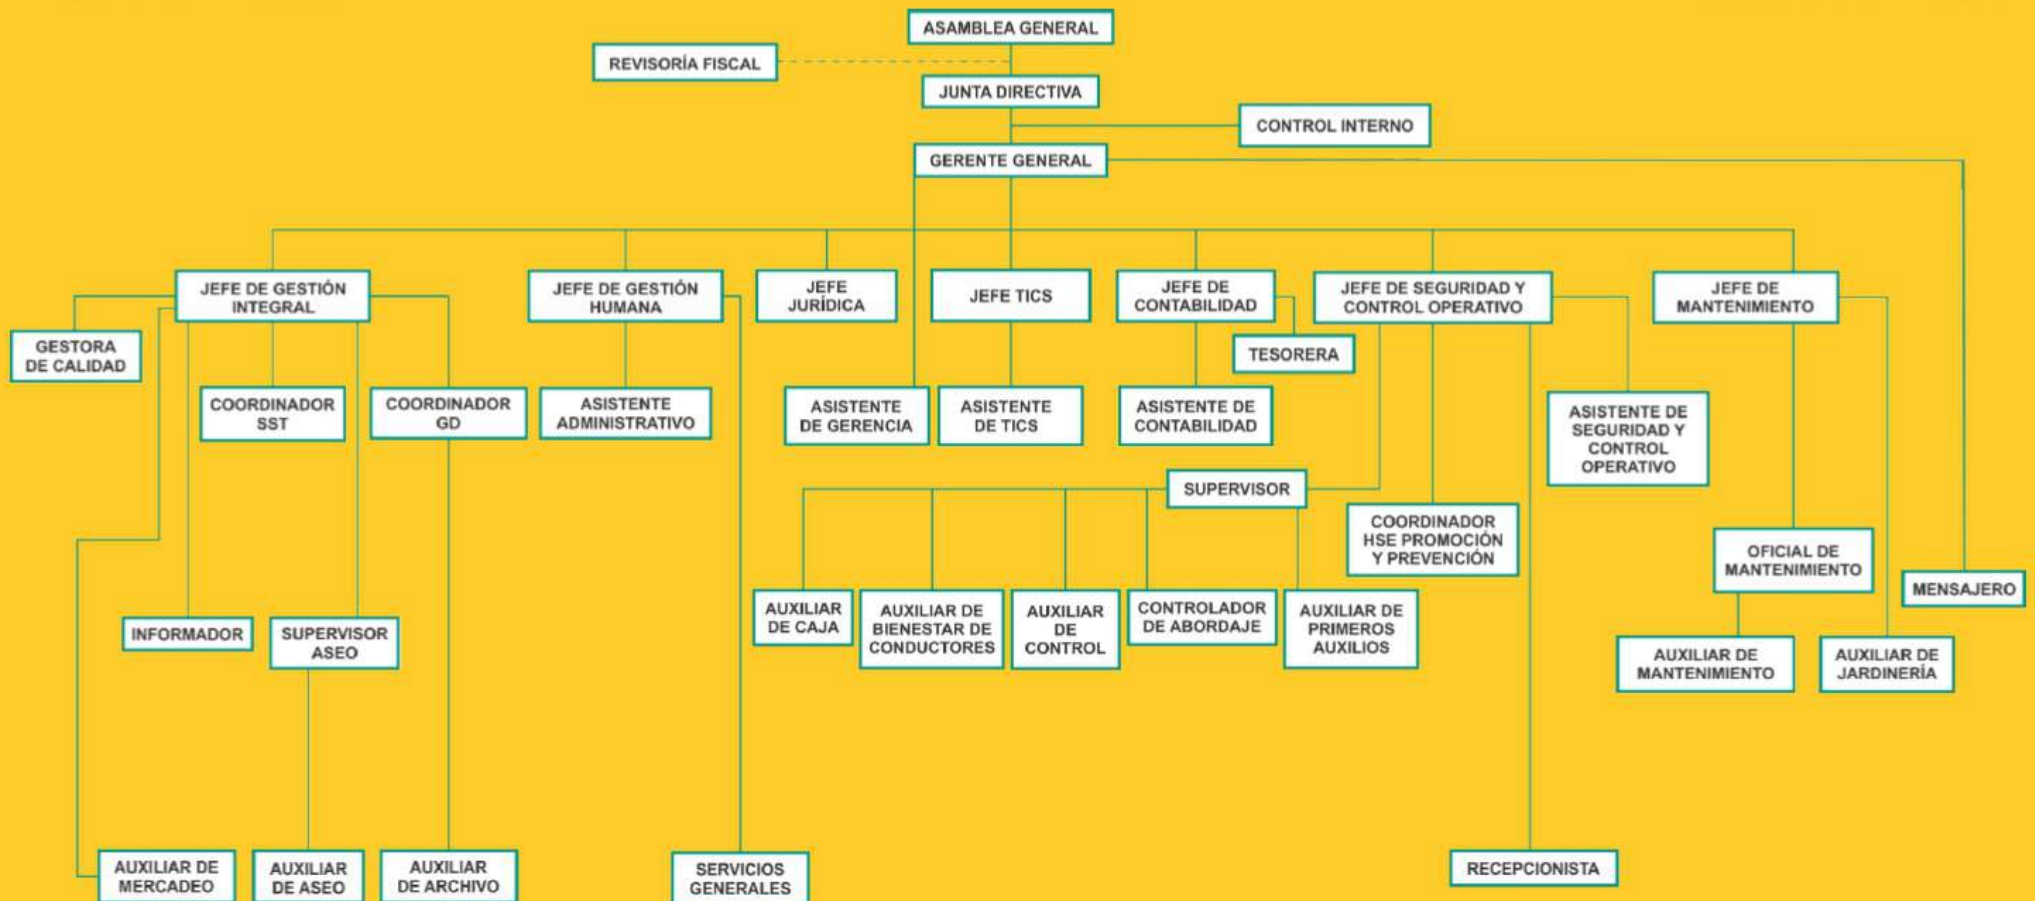 ASAMBLEA GENERAL
REVISORÍA FISCAL
JUNTA DIRECTIVA
CONTROL INTERNO
GERENTE GENERAL
JEFE DE GESTIÓN
INTEGRAL
JEFE DE GESTIÓN
HUMANA
JEFE
JURÍDICA
JEFE TICS
JEFE DE
CONTABILIDAD
JEFE DE SEGURIDAD Y
CONTROL OPERATIVO
JEFE DE
MANTENIMIENTO
GESTORA
DE CALIDAD
TESORERA
COORDINADOR
SST
COORDINADOR
GD
ASISTENTE
ADMINISTRATIVO
ASISTENTE
DE GERENCIA
ASISTENTE
DE TICS
ASISTENTE DE
CONTABILIDAD
ASISTENTE DE
SEGURIDAD Y
CONTROL
OPERATIVO
SUPERVISOR
COORDINADOR
HSE PROMOCIÓN
Y PREVENCIÓN
OFICIAL DE
MANTENIMIENTO
MENSAJERO
INFORMADOR
SUPERVISOR
ASEO
AUXILIAR
DE CAJA
AUXILIAR DE
BIENESTAR DE
CONDUCTORES
AUXILIAR
DE
CONTROL
CONTROLADOR
DE ABORDAJE
AUXILIAR DE
PRIMEROS
AUXILIOS
AUXILIAR DE
MANTENIMIENTO
AUXILIAR DE
JARDINERÍA
AUXILIAR DE
MERCADEO
AUXILIAR
DE ASEO
AUXILIAR
DE ARCHIVO
SERVICIOS
GENERALES
RECEPCIONISTA